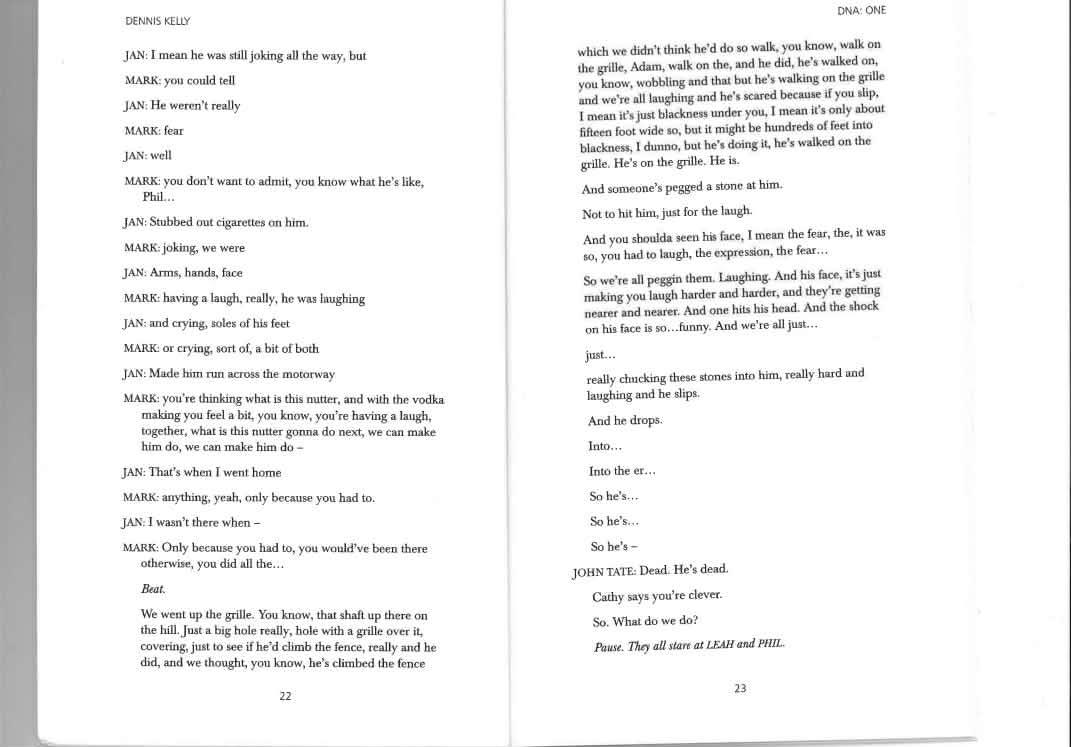 DENNIS KELLY
JAN: I mean he was still joking all the way, but
MARK: you could tell
JAN: He weren't really
MARK: fear
JAN: well
MARK: you don't want to admit, you know what he's like,
Phil...
JAN: Stubbed out cigarettes on him.
MARK: joking, we were
JAN: Arms, hands, face
MARK: having a laugh, really, he was laughing
JAN: and crying, soles of his feet
MARK: or crying, sort of, a bit of both
JAN: Made him run across the motorway
MARK: you're thinking what is this nutter, and with the vodka
making you feel a bit, you know, you're having a laugh,
together, what is this nutter gonna do next, we can make
him do, we can make him do –
JAN: That's when I went home
MARK: anything, yeah, only because you had to.
JAN: I wasn't there when –
MARK: Only because you had to, you would've been there
otherwise, you did all the...
Beat.
We went up the grille. You know, that shaft up there on
the hill. Just a big hole really, hole with a grille over it,
covering, just to see if he'd climb the fence, really and he
did, and we thought, you know, he's climbed the fence
22
DNA: ONE
which we didn't think he'd do so walk, you know, walk on
the grille, Adam, walk on the, and he did, he's walked on,
you know, wobbling and that but he's walking on the grille
and we're all laughing and he's scared because if you slip,
I mean it's just blackness under you, I mean it's only about
fifteen foot wide so, but it might be hundreds of feet into
blackness, I dunno, but he's doing it, he's walked on the
grille. He's on the grille. He is.
And someone's pegged a stone at him.
Not to hit him, just for the laugh.
And you shoulda seen his face, I mean the fear, the, it was
so, you had to laugh, the expression, the fear...
So we're all peggin them. Laughing. And his face, it's just
making you laugh harder and harder, and they're getting
nearer and nearer. And one hits his head. And the shock
on his face is so...funny. And we're all just...
just...
really chucking these stones into him, really hard and
laughing and he slips.
And he drops.
Into...
Into the er...
So he's...
So he's...
So he's –
JOHN TATE: Dead. He's dead.
Cathy says you're clever.
So. What do we do?
Pause. They all stare at LEAH and PHIL.
23